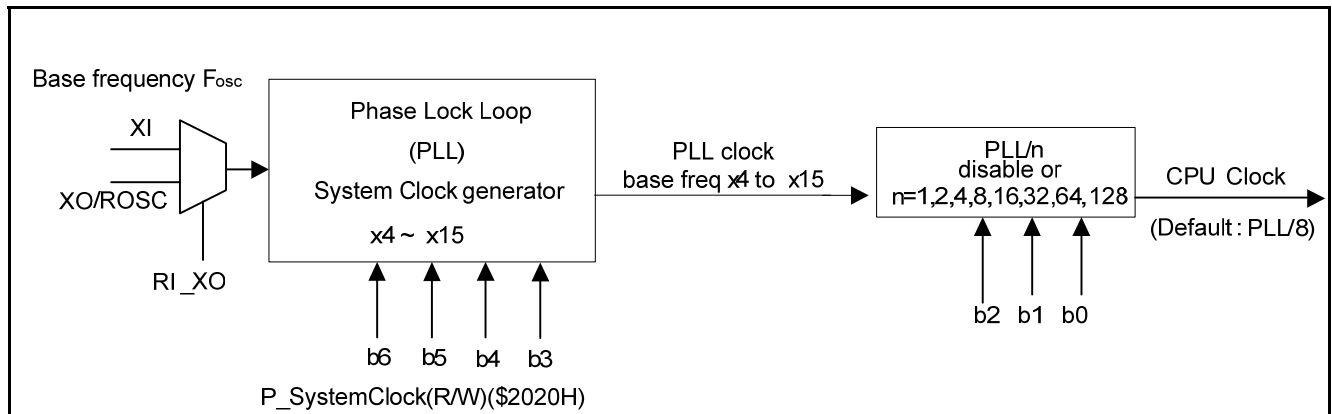 Base frequency Fosc
XI
XO/ROSC
RI_XO
Phase Lock Loop
(PLL)
System Clock generator
x4 ~ x15
b6 b5 b4 b3
P_SystemClock(R/W)($2020H)
PLL clock
base freq x4 to x15
PLL/n
disable or
n=1,2,4,8,16,32,64,128
b2 b1 b0
CPU Clock
(Default : PLL/8)